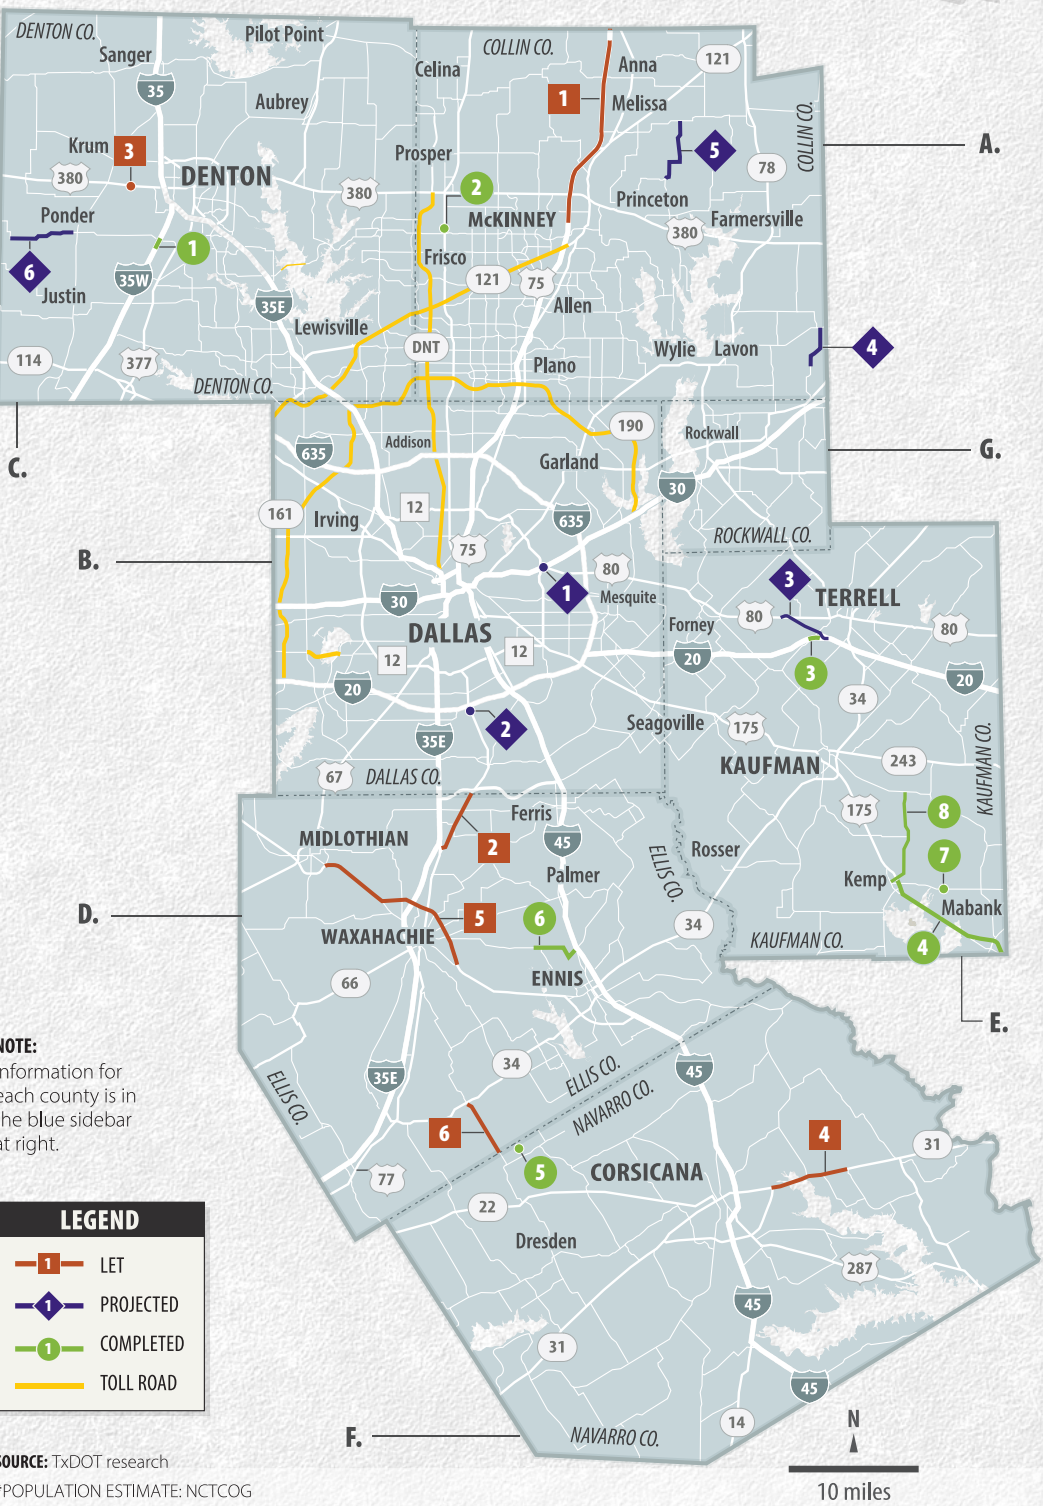 DENTON CO.
Sanger
Pilot Point
COLLIN CO.
Celina
Anna
121
35
Aubrey
1
Melissa
COLLIN CO.
A.
Krum
3
Prosper
5
78
380
DENTON
380
2
McKINNEY
Princeton
Ponder
Farmersville
380
1
Frisco
6
35W
121
75
Justin
35E
Allen
Lewisville
DNT
Wylie
Lavon
4
114
377
Plano
DENTON CO.
C.
190
Addison
Rockwall
G.
635
Garland
30
161
Irving
12
635
ROCKWALL CO.
75
B.
80
3
1
Mesquite
TERRELL
30
80
DALLAS
Forney
80
12
12
20
3
20
20
34
2
Seagoville
175
35E
KAUFMAN
243
KAUFMAN CO.
67
DALLAS CO.
175
8
Ferris
MIDLOTHIAN
2
45
ELLIS CO.
Rosser
7
Palmer
Kemp
Mabank
D.
5
6
34
WAXAHACHIE
KAUFMAN CO.
4
ENNIS
66
E.
NOTE:
nformation for
each county is in
he blue sidebar
at right.
34
ELLIS CO.
45
35E
ELLIS CO.
NAVARRO CO.
6
4
31
5
CORSICANA
77
22
Dresden
287
LEGEND
1 LET
1 PROJECTED
1 COMPLETED
TOLL ROAD
45
31
45
14
N
F.
NAVARRO CO.
SOURCE: TxDOT research
*POPULATION ESTIMATE: NCTCOG
10 miles